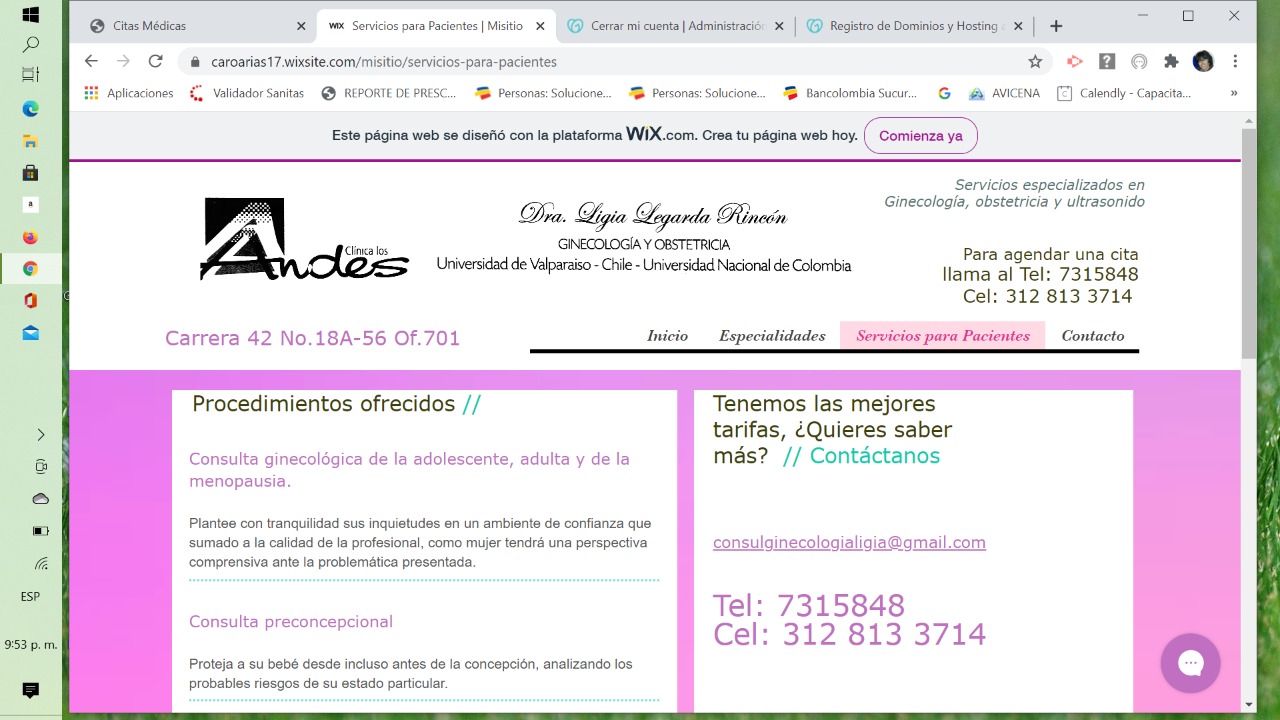 Citas Médicas
WIX Servicios para Pacientes | Misitio
Cerrar mi cuenta | Administración
Registro de Dominios y Hosting
caroarias17.wixsite.com/misitio/servicios-para-pacientes
Aplicaciones
Validador Sanitas
REPORTE DE PRESC...
Personas: Solucione...
Personas: Solucione...
Bancolombia Sucur...
AVICENA
Calendly - Capacita...
»
Este página web se diseñó con la plataforma WiX.com. Crea tu página web hoy. Comienza ya
Servicios especializados en
Ginecología, obstetricia y ultrasonido
Clínica los
Andes
Dra. Ligia Legarda Rincón
GINECOLOGÍA Y OBSTETRICIA
Universidad de Valparaiso - Chile - Universidad Nacional de Colombia
Para agendar una cita
llama al Tel: 7315848
Cel: 312 813 3714
Carrera 42 No.18A-56 Of.701
Inicio Especialidades Servicios para Pacientes Contacto
Procedimientos ofrecidos //
Consulta ginecológica de la adolescente, adulta y de la
menopausia.
Plantee con tranquilidad sus inquietudes en un ambiente de confianza que
sumado a la calidad de la profesional, como mujer tendrá una perspectiva
comprensiva ante la problemática presentada.
Consulta preconcepcional
Proteja a su bebé desde incluso antes de la concepción, analizando los
probables riesgos de su estado particular.
Tenemos las mejores
tarifas, ¿Quieres saber
más? // Contáctanos
consulginecologialigia@gmail.com
Tel: 7315848
Cel: 312 813 3714
a
ESP
9:53 p. m.